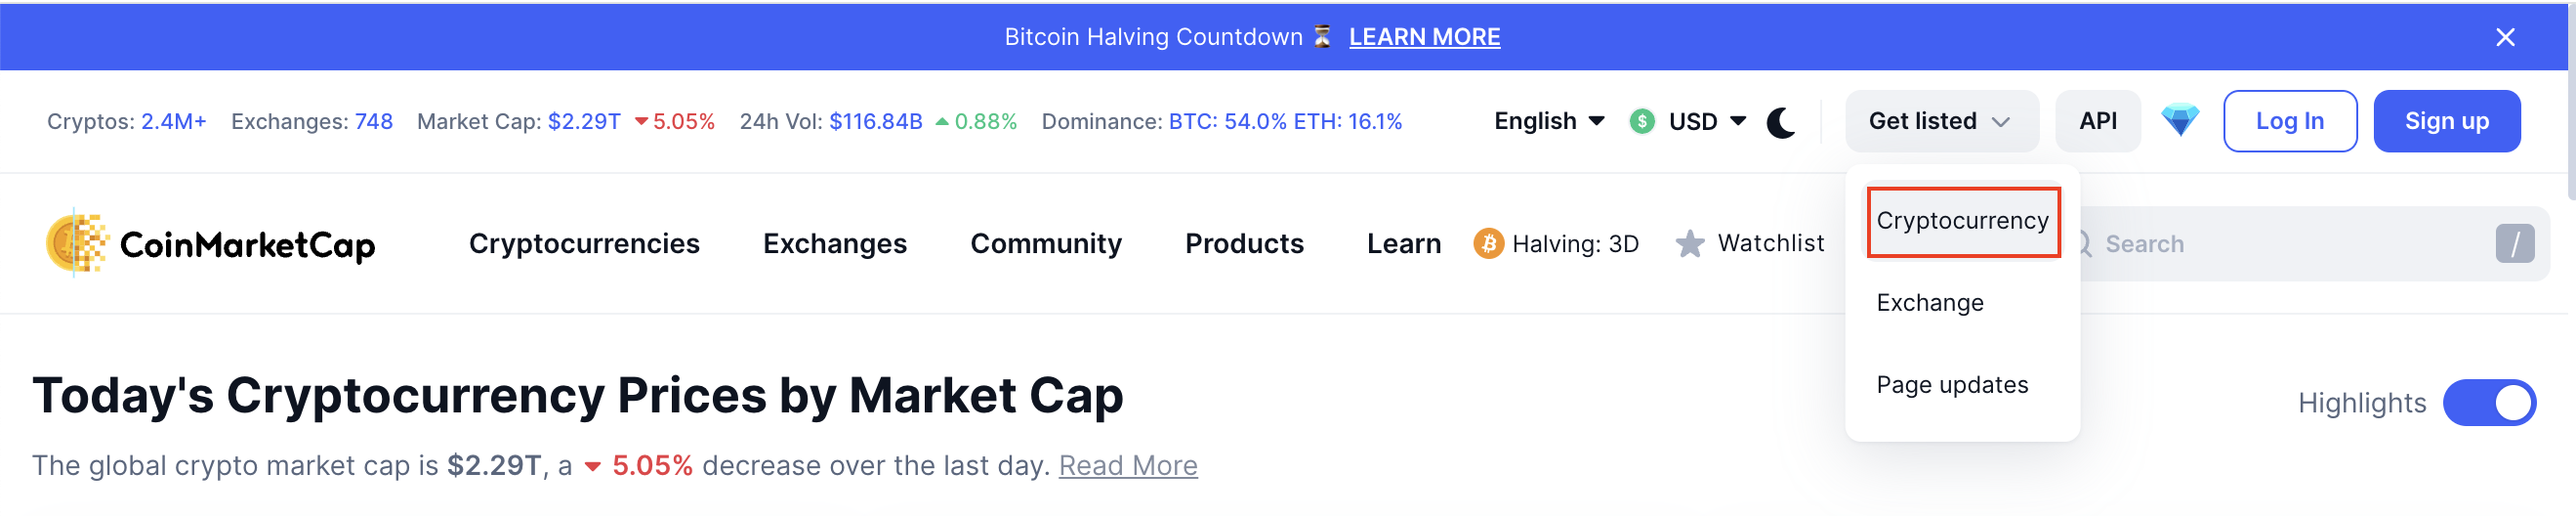 Bitcoin Halving Countdown ⏳ LEARN MORE
Cryptos: 2.4M+ Exchanges: 748 Market Cap: $2.29T 5.05% 24h Vol: $116.84B 0.88% Dominance: BTC: 54.0% ETH: 16.1% English $ USD Get listed API Log In Sign up
CoinMarketCap Cryptocurrencies Exchanges Community Products Learn Halving: 3D Watchlist Search /
Cryptocurrency
Exchange
Page updates
Today's Cryptocurrency Prices by Market Cap
Highlights
The global crypto market cap is $2.29T, a 5.05% decrease over the last day. Read More